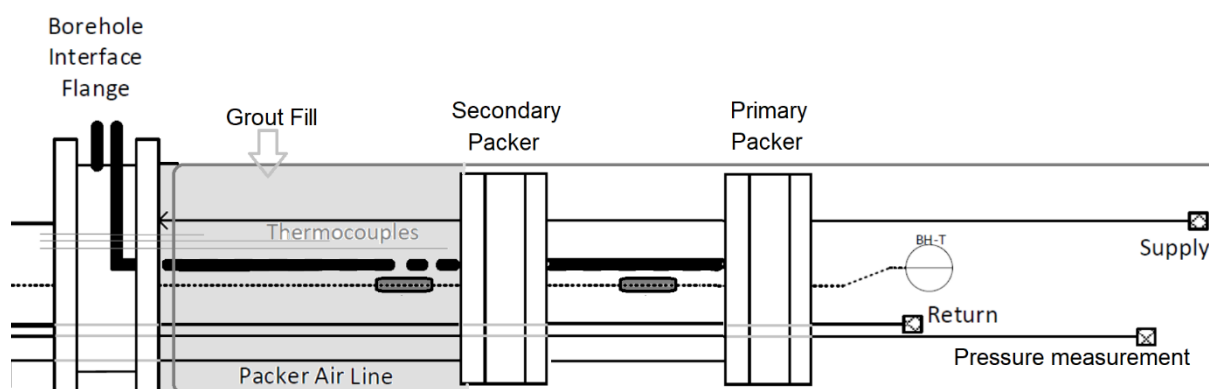 Borehole
Interface
Flange
Grout Fill
Secondary
Packer
Primary
Packer
Thermocouples
BH-T
Supply
Return
Pressure measurement
Packer Air Line